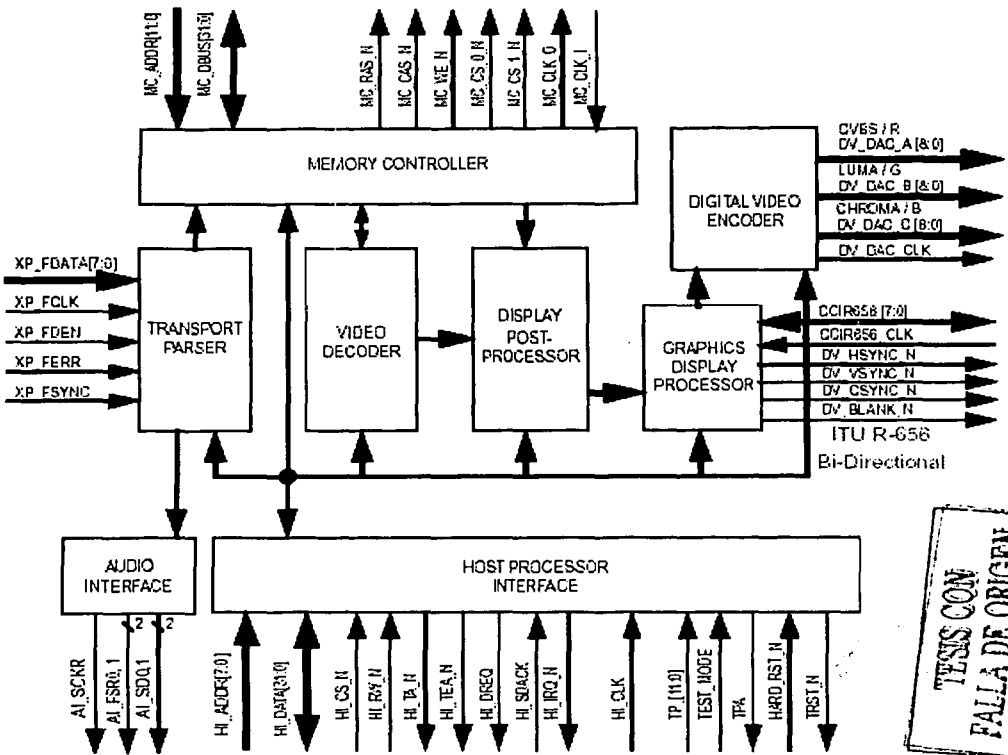 MC_ADDR[11:0]
MC_DBUS[31:0]
MC_RAS_N
MC_CAS_N
MC_WE_N
MC_CS_0_N
MC_CS_1_N
MC_CLK_O
MC_CLK_I
MEMORY CONTROLLER
DIGITAL VIDEO
ENCODER
CVBS / R
DV_DAC_A [8:0]
LUMA / G
DV_DAC_B [8:0]
CHROMA / B
DV_DAC_C [8:0]
DV_DAC_CLK
XP_FDATA[7:0]
XP_FCLK
XP_FDEN
XP_FERR
XP_FSYNC
TRANSPORT
PARSER
VIDEO
DECODER
DISPLAY
POST-
PROCESSOR
GRAPHICS
DISPLAY
PROCESSOR
CCIR656 [7:0]
CCIR656_CLK
DV_HSYNC_N
DV_VSYNC_N
DV_CSYNC_N
DV_BLANK_N
ITU R-656
Bi-Directional
AUDIO
INTERFACE
HOST PROCESSOR
INTERFACE
AI_SCKR
AI_FSR0,1
2
AI_SD0,1
2
HI_ADDR[7:0]
HI_DATA[31:0]
HI_CS_N
HI_R/W_N
HI_TA_N
HI_TEA_N
HI_DREQ
HI_SDACK
HI_IRQ_N
HI_CLK
TP_[11:0]
TEST_MODE
TPA
HARD_RST_N
TRST_N
TESIS CON
FALLA DE ORIGEN